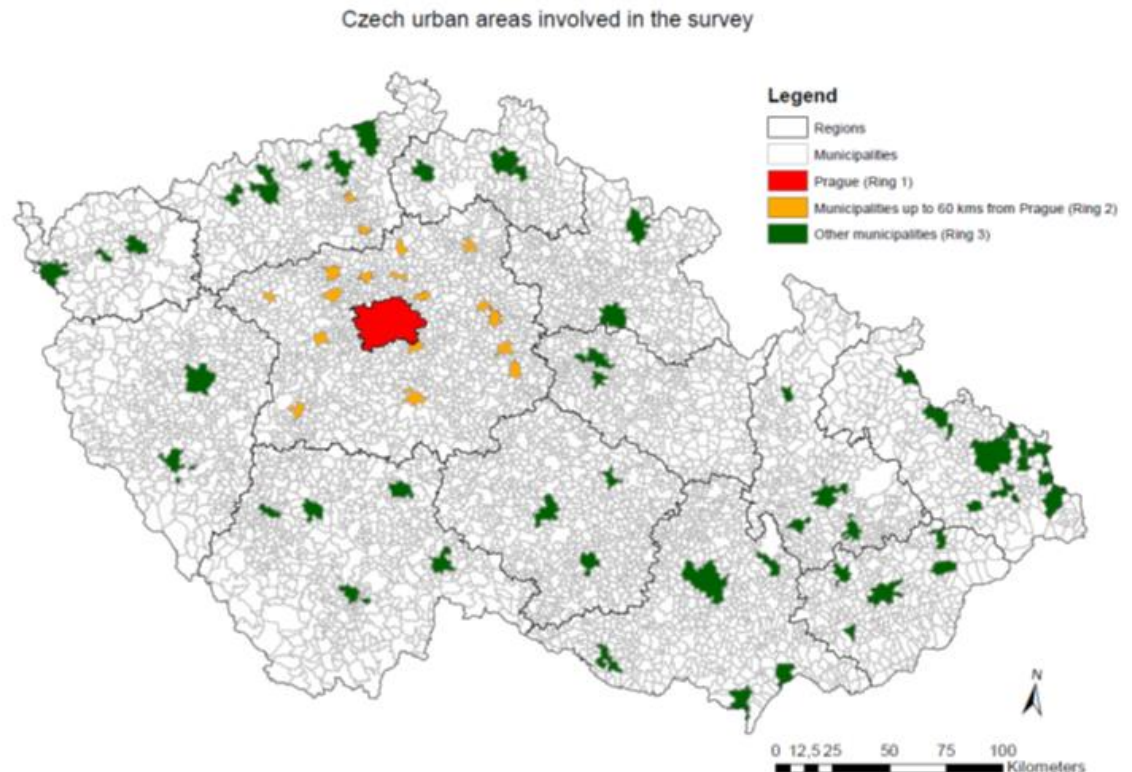 Czech urban areas involved in the survey
Legend
Regions
Municipalities
Prague (Ring 1)
Municipalities up to 60 kms from Prague (Ring 2)
Other municipalities (Ring 3)
N
0 12,5 25 50 75 100
Kilometers